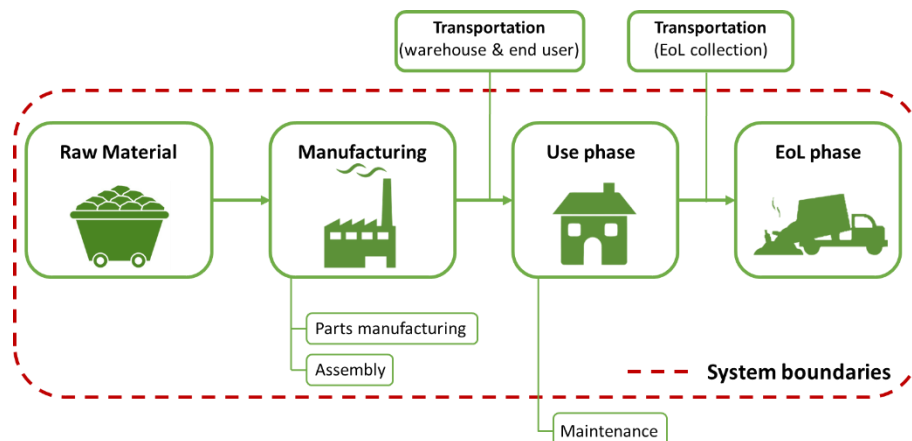 Transportation
(warehouse & end user)
Transportation
(EoL collection)
Raw Material
Manufacturing
Use phase
EoL phase
Parts manufacturing
Assembly
System boundaries
Maintenance